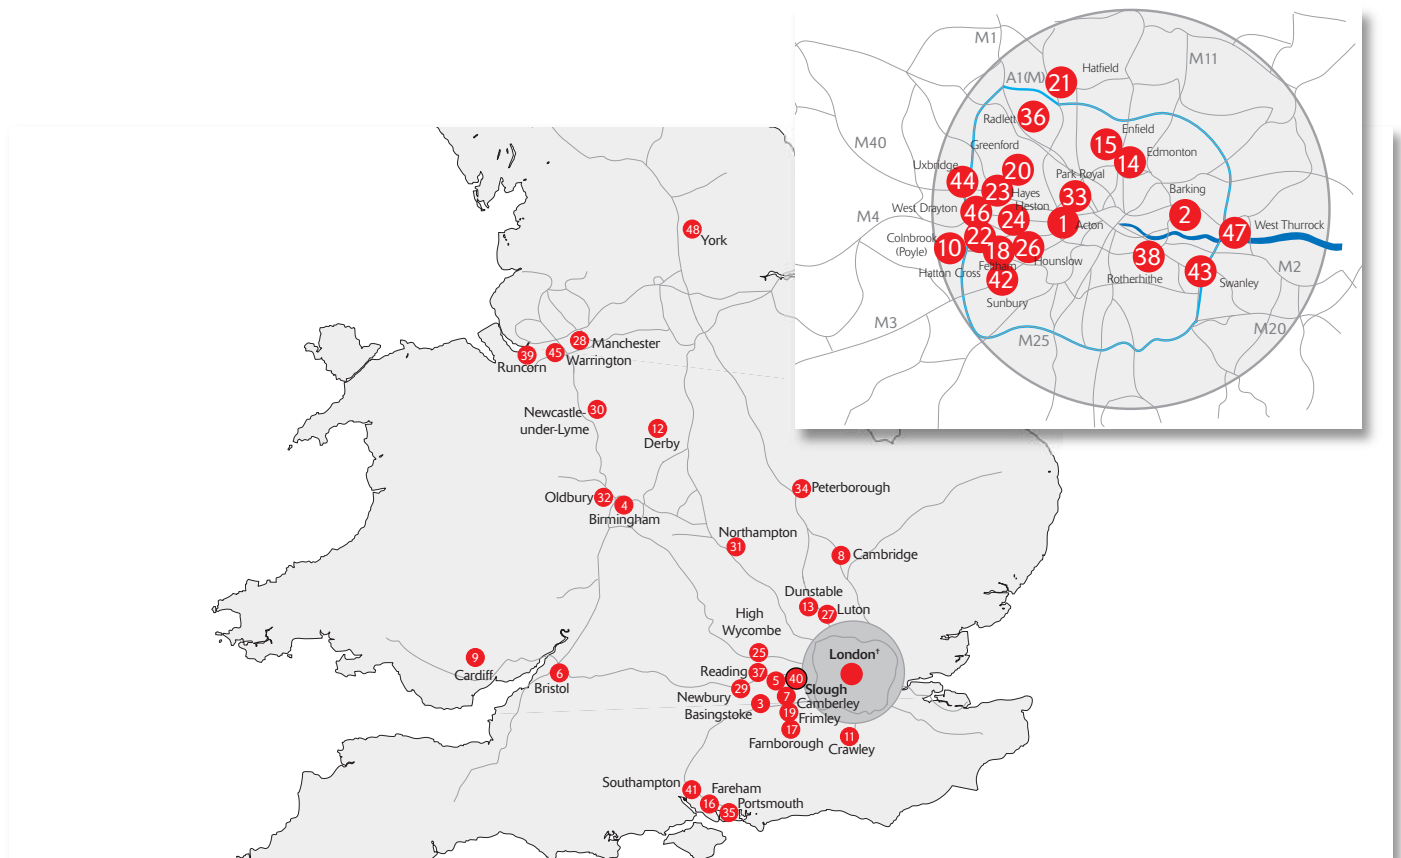 M1
M11
21
Hatfield
A1(M)
36
Radlett
Enfield
15
M40
Greenford
14
Edmonton
Uxbridge
20
Park Royal
44
23
Hayes
33
Barking
West Drayton
46
Heston
2
M4
24
1
Acton
47
West Thurrock
Colnbrook
(Poyle)
10
22
18
26
Hounslow
38
Feltham
Hatton Cross
42
Rotherhithe
43
Swanley
M2
Sunbury
M3
M25
M20
48
York
28
Manchester
39
45
Warrington
Runcorn
Newcastle-
under-Lyme
30
12
Derby
34
Peterborough
Oldbury
32
4
Birmingham
Northampton
31
8
Cambridge
Dunstable
13
27
Luton
High
Wycombe
25
London†
9
Cardiff
6
Bristol
Reading
37
5
40
Slough
Newbury
29
7
Camberley
Basingstoke
3
19
Frimley
17
Farnborough
11
Crawley
Southampton
41
Fareham
16
35
Portsmouth